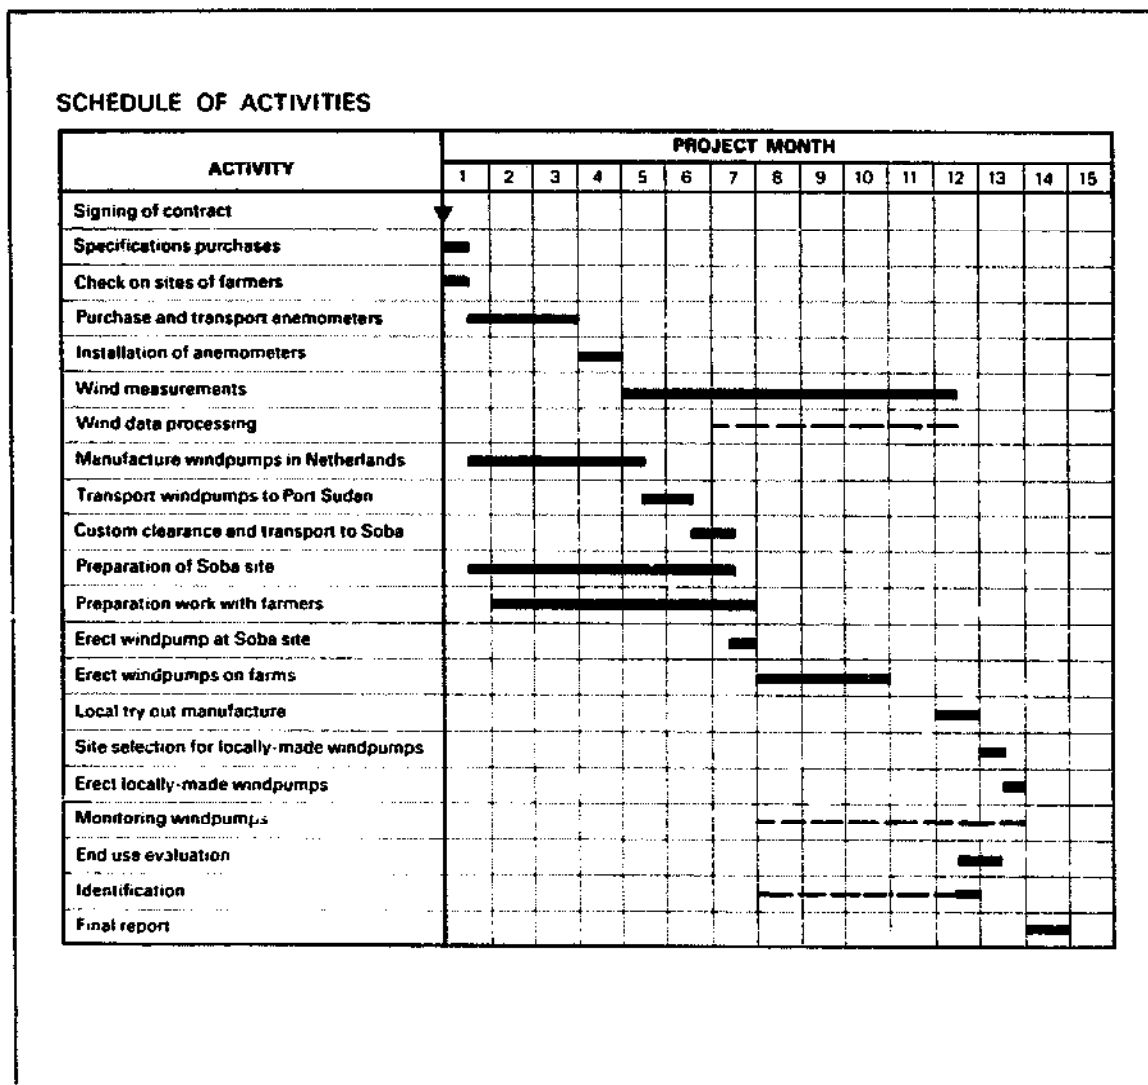 SCHEDULE OF ACTIVITIES
ACTIVITY
PROJECT MONTH
1 2 3 4 5 6 7 8 9 10 11 12 13 14 15
Signing of contract
Specifications purchases
Check on sites of farmers
Purchase and transport anemometers
Installation of anemometers
Wind measurements
Wind data processing
Manufacture windpumps in Netherlands
Transport windpumps to Port Sudan
Custom clearance and transport to Soba
Preparation of Soba site
Preparation work with farmers
Erect windpump at Soba site
Erect windpumps on farms
Local try out manufacture
Site selection for locally-made windpumps
Erect locally-made windpumps
Monitoring windpumps
End use evaluation
Identification
Final report